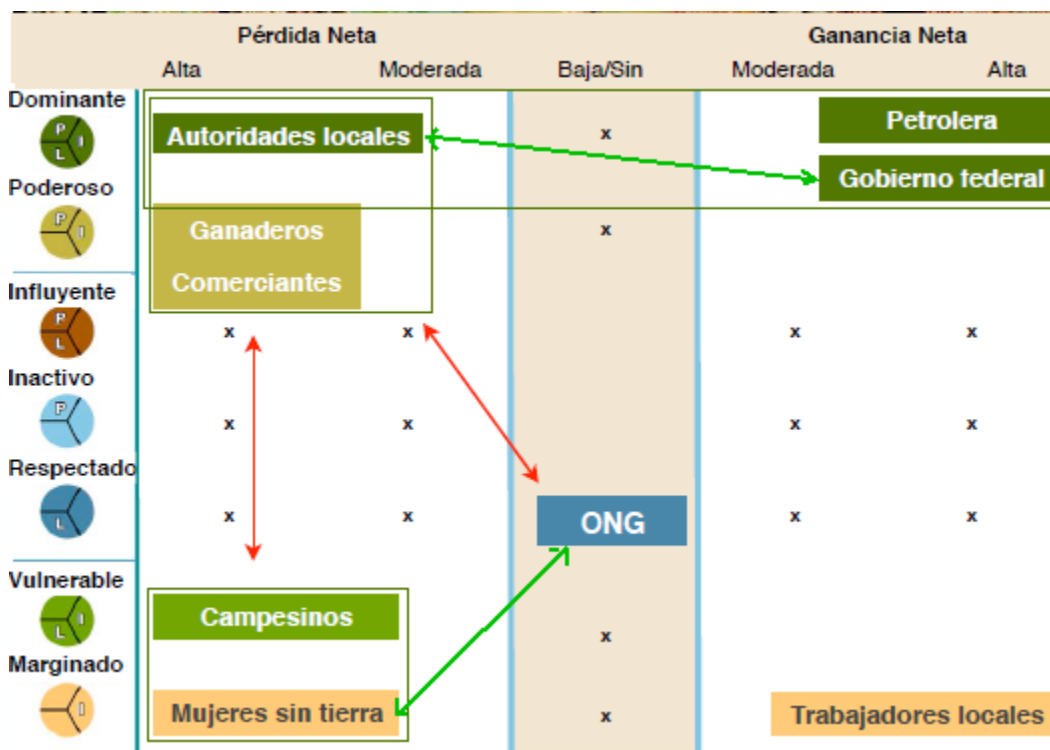 Pérdida Neta Ganancia Neta
Alta Moderada Baja/Sin Moderada Alta
Dominante
P I L
Autoridades locales x Petrolera
Gobierno federal
Poderoso
P I
Ganaderos x
Comerciantes
Influyente
P L
x x x x
Inactivo
P
x x x x
Respectado
L
x x ONG x x
Vulnerable
I L
Campesinos x
Marginado
I
Mujeres sin tierra x Trabajadores locales